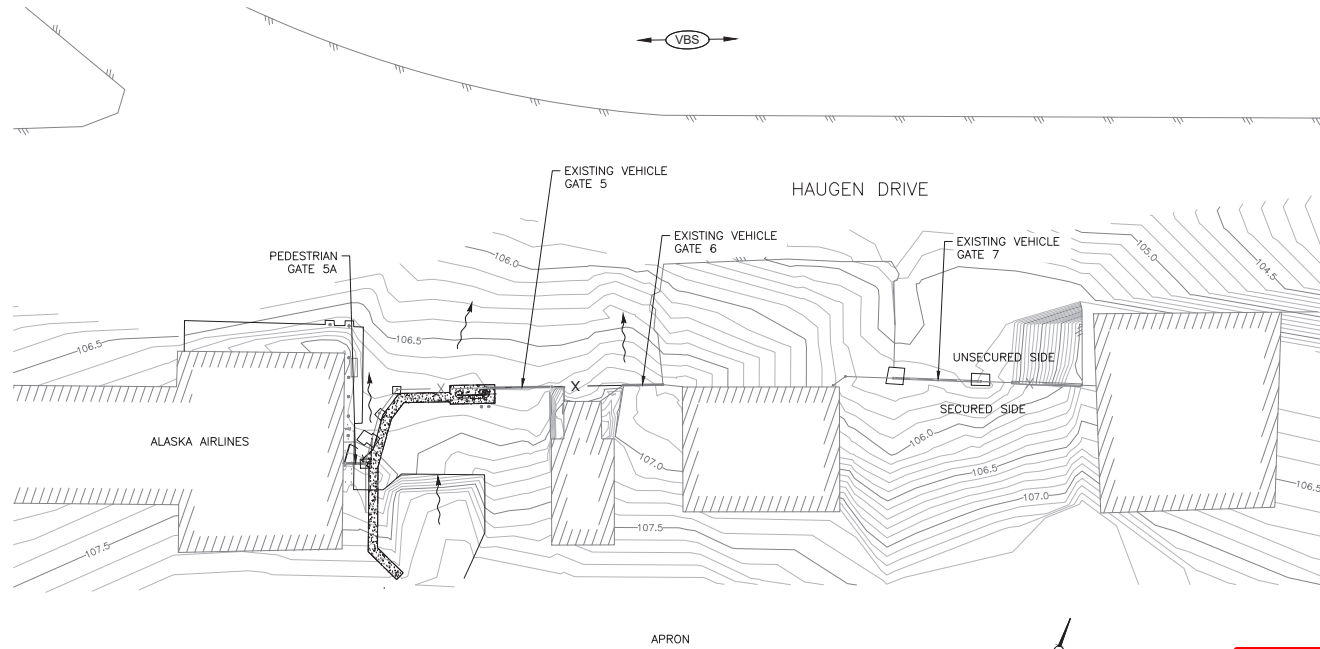 VBS
EXISTING VEHICLE
GATE 5
HAUGEN DRIVE
EXISTING VEHICLE
GATE 6
EXISTING VEHICLE
GATE 7
PEDESTRIAN
GATE 5A
106.0
105.0
104.5
106.5
106.5
X
X
X
UNSECURED SIDE
SECURED SIDE
ALASKA AIRLINES
106.0
107.0
106.5
106.5
107.0
107.5
107.5
APRON